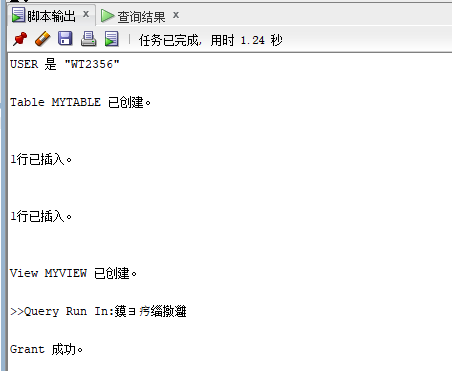 脚本输出 x 查询结果 x
任务已完成, 用时 1.24 秒
USER 是 "WT2356"
Table MYTABLE 已创建。
1行已插入。
1行已插入。
View MYVIEW 已创建。
>>Query Run In:鏌ヨ缁撴灉
Grant 成功。